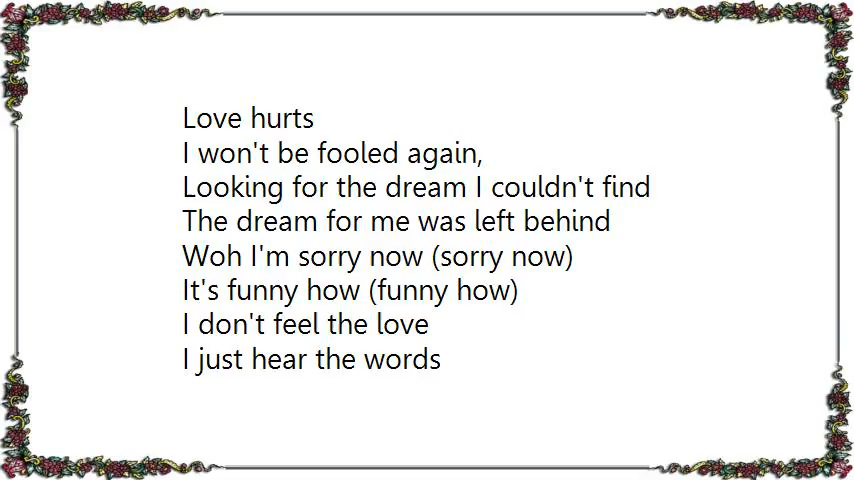 Love hurts
I won't be fooled again,
Looking for the dream I couldn't find
The dream for me was left behind
Woh I'm sorry now (sorry now)
It's funny how (funny how)
I don't feel the love
I just hear the words